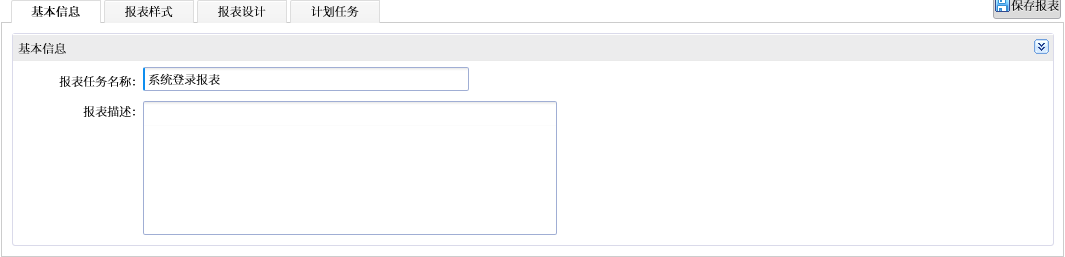 基本信息
报表样式
报表设计
计划任务
保存报表
基本信息
报表任务名称：
系统登录报表
报表描述：